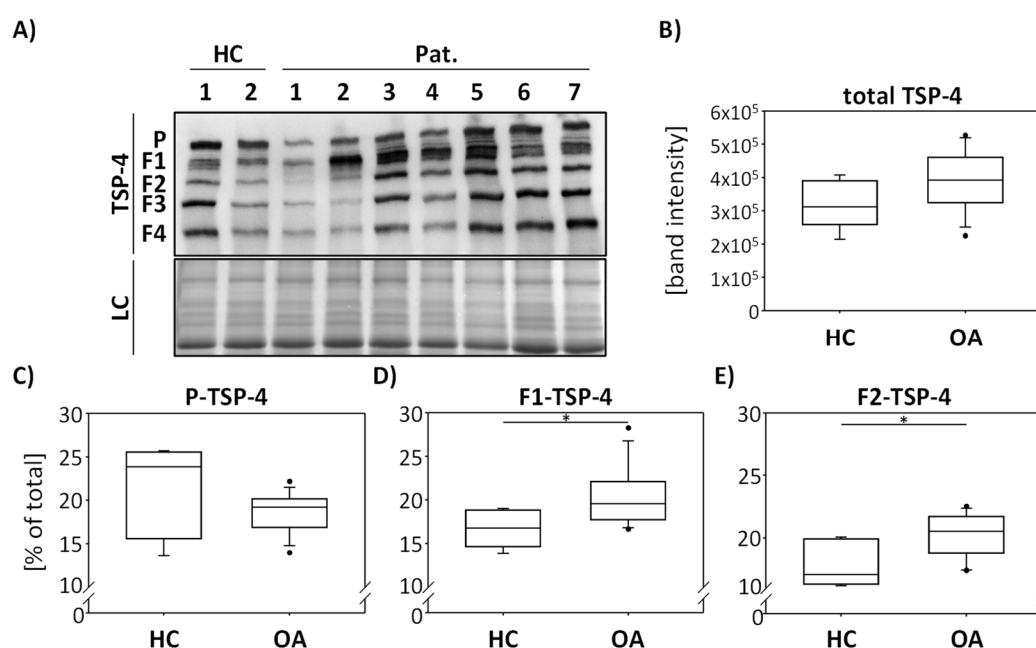 A)
HC Pat.
1 2 1 2 3 4 5 6 7
TSP-4
P
F1
F2
F3
F4
LC
B)
total TSP-4
[band intensity]
6x10⁵
5x10⁵
4x10⁵
3x10⁵
2x10⁵
1x10⁵
0
HC OA
C)
P-TSP-4
[% of total]
30
25
20
15
10
0
HC OA
D)
F1-TSP-4
*
30
25
20
15
10
0
HC OA
E)
F2-TSP-4
*
30
20
10
0
HC OA